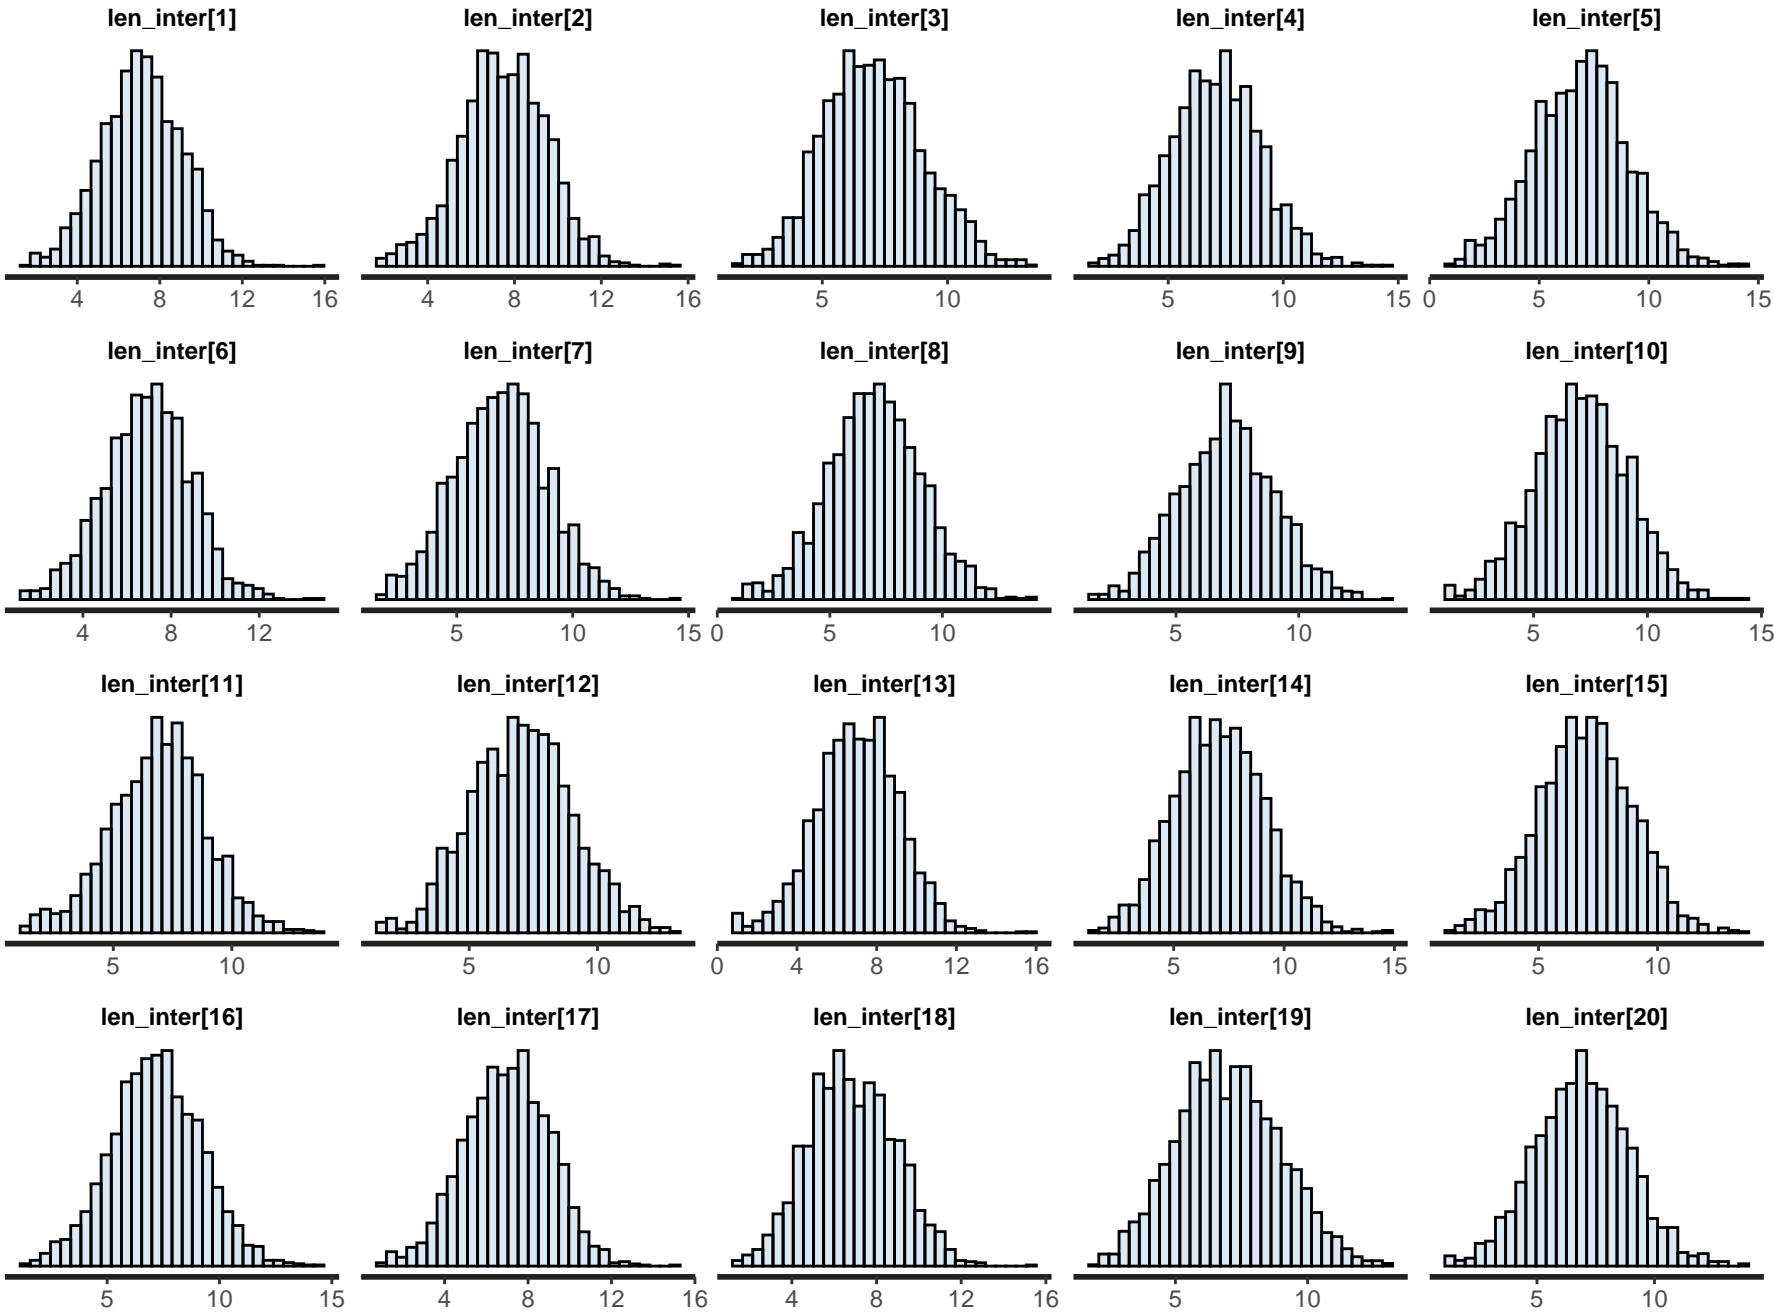 len_inter[1] len_inter[2] len_inter[3] len_inter[4] len_inter[5]
4 8 12 16 4 8 12 16 5 10 5 10 15 0 5 10 15
len_inter[6] len_inter[7] len_inter[8] len_inter[9] len_inter[10]
4 8 12 5 10 15 0 5 10 5 10 5 10 15
len_inter[11] len_inter[12] len_inter[13] len_inter[14] len_inter[15]
5 10 5 10 0 4 8 12 16 5 10 15 5 10
len_inter[16] len_inter[17] len_inter[18] len_inter[19] len_inter[20]
5 10 15 4 8 12 16 4 8 12 16 5 10 5 10